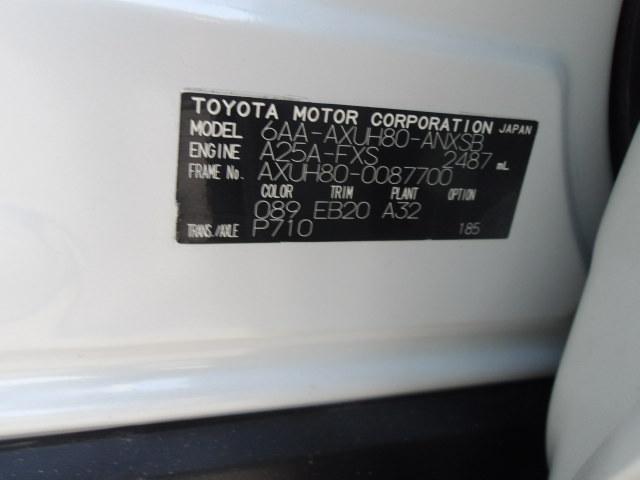 TOYOTA MOTOR CORPORATION JAPAN
MODEL 6AA-AXUH80-ANXSB
ENGINE A25A-FXS 2487 mL
FRAME No. AXUH80-0087700
COLOR TRIM PLANT OPTION
089 EB20 A32
TRANS./AXLE P710 185